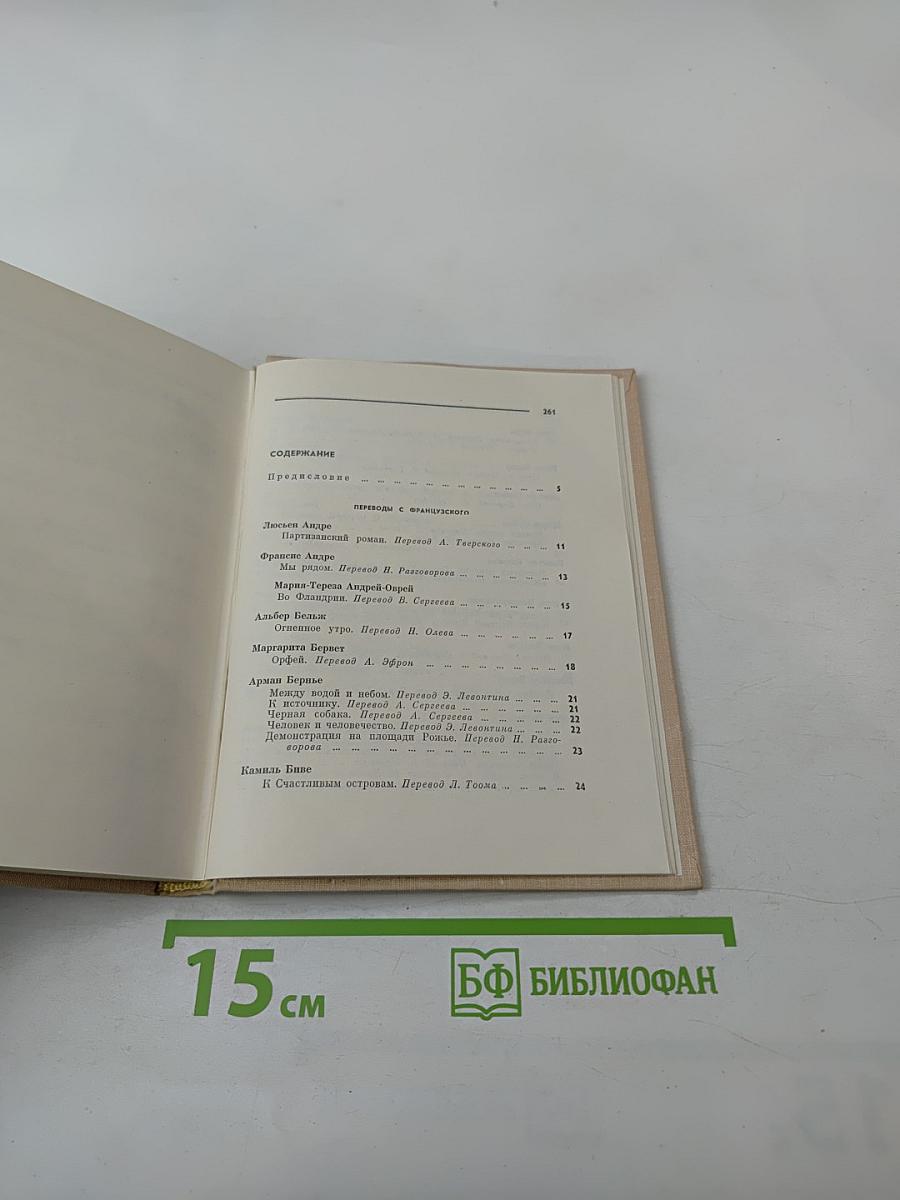 261
СОДЕРЖАНИЕ
Предисловие ... ... ... ... ... ... ... ... ... ... ... ... 5
ПЕРЕВОДЫ С ФРАНЦУЗСКОГО
Люсьен Андре
Партизанский роман. Перевод А. Тверского ... ... ... 11
Франсис Андре
Мы рядом. Перевод Н. Разговорова ... ... ... ... ... ... 13
Мария-Тереза Андрей-Оврей
Во Фландрии. Перевод В. Сергеева ... ... ... ... ... ... 15
Альбер Бельж
Огненное утро. Перевод Н. Олева ... ... ... ... ... ... 17
Маргарита Бервет
Орфей. Перевод А. Эфрон ... ... ... ... ... ... ... ... 18
Арман Бернье
Между водой и небом. Перевод Э. Левонтина ... ... ... 21
К источнику. Перевод А. Сергеева ... ... ... ... ... ... ... 21
Черная собака. Перевод А. Сергеева ... ... ... ... ... 22
Человек и человечество. Перевод Э. Левонтина ... ... ... 22
Демонстрация на площади Рожье. Перевод Н. Разго-
ворова ... ... ... ... ... ... ... ... ... ... ... ... ... 23
Камиль Биве
К Счастливым островам. Перевод Л. Тоома ... ... ... ... 24
15 см
БФ БИБЛИОФАН